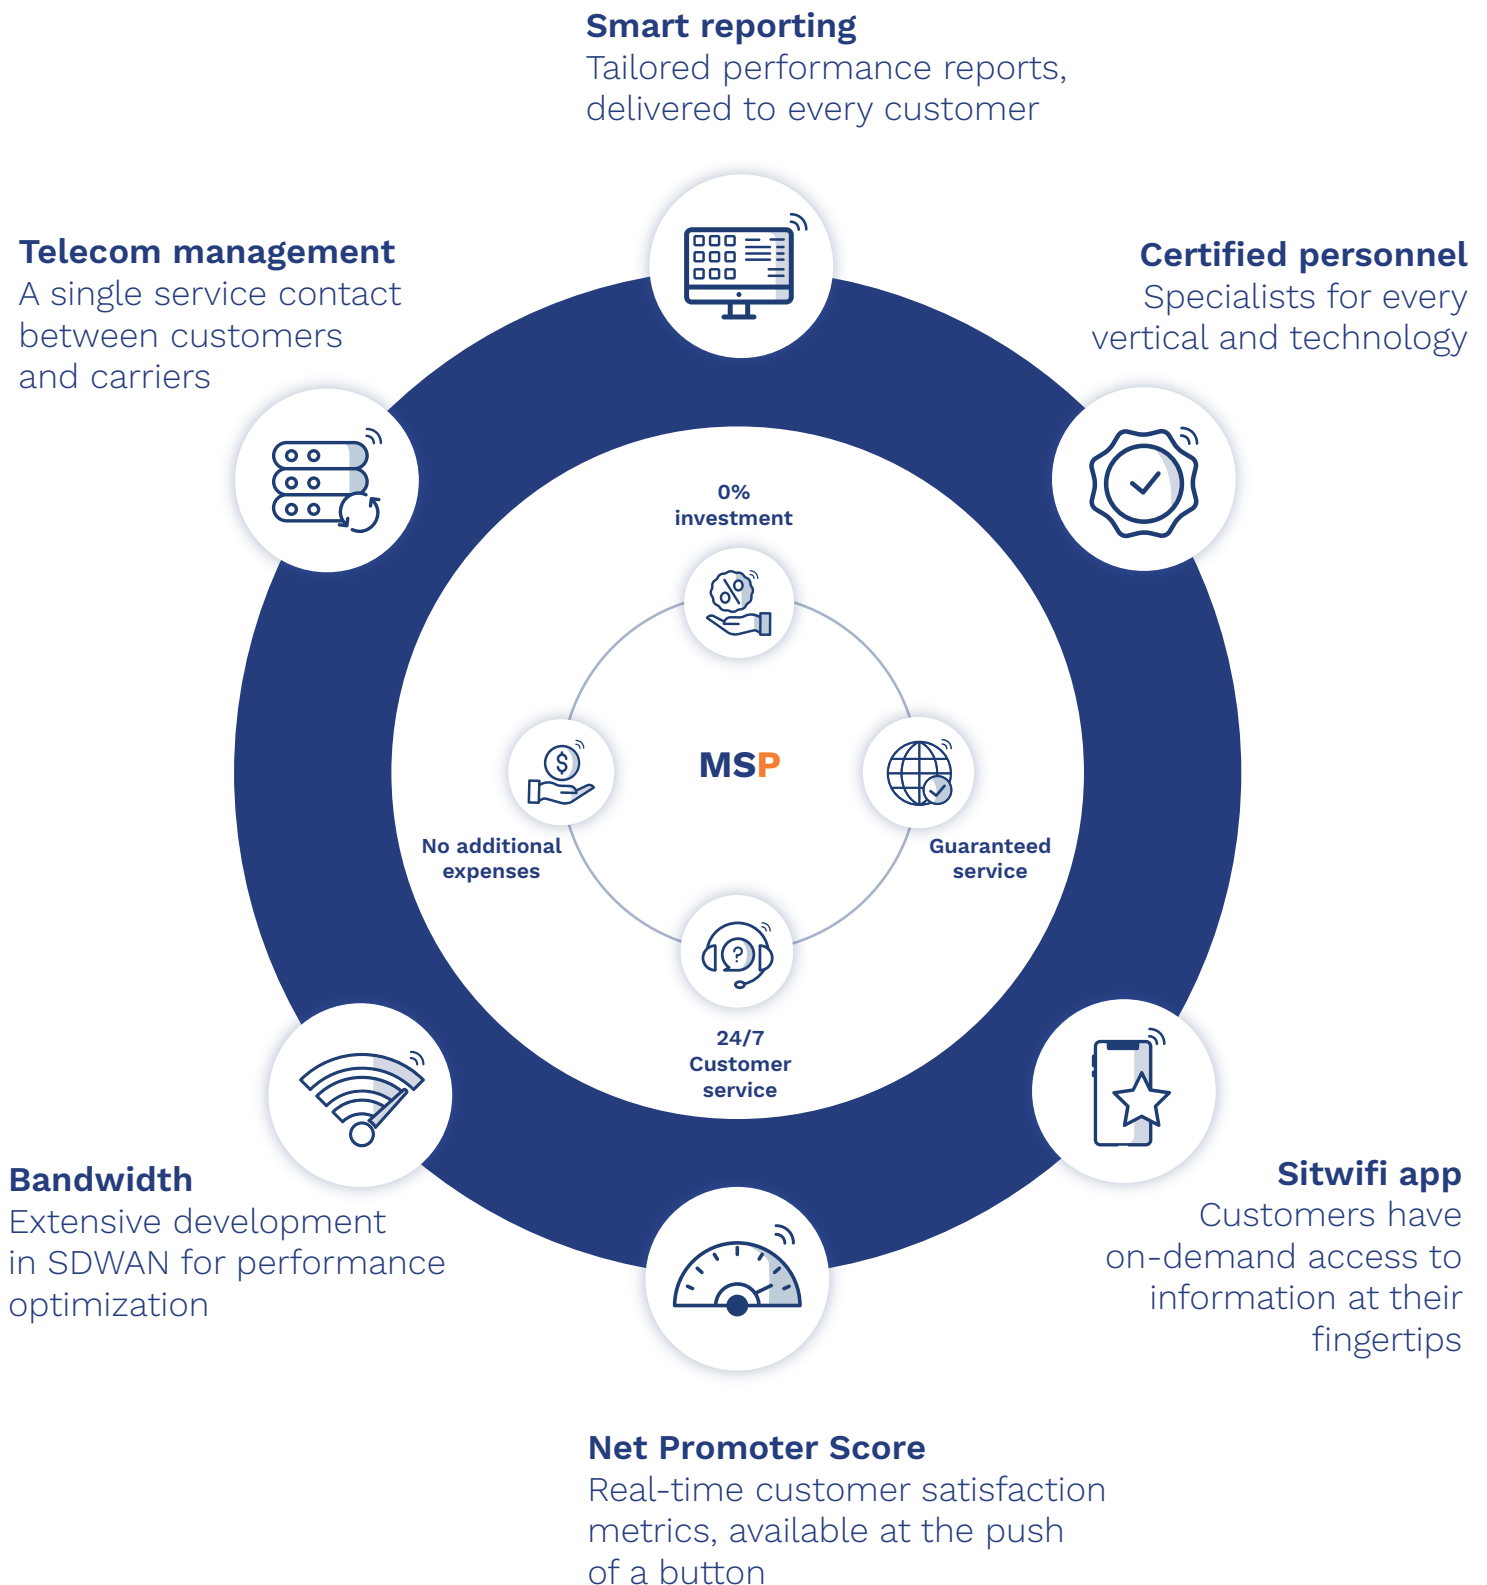 Smart reporting
Tailored performance reports,
delivered to every customer
Telecom management
A single service contact
between customers
and carriers
Certified personnel
Specialists for every
vertical and technology
0%
investment
MSP
No additional
expenses
Guaranteed
service
24/7
Customer
service
Bandwidth
Extensive development
in SDWAN for performance
optimization
Sitwifi app
Customers have
on-demand access to
information at their
fingertips
Net Promoter Score
Real-time customer satisfaction
metrics, available at the push
of a button